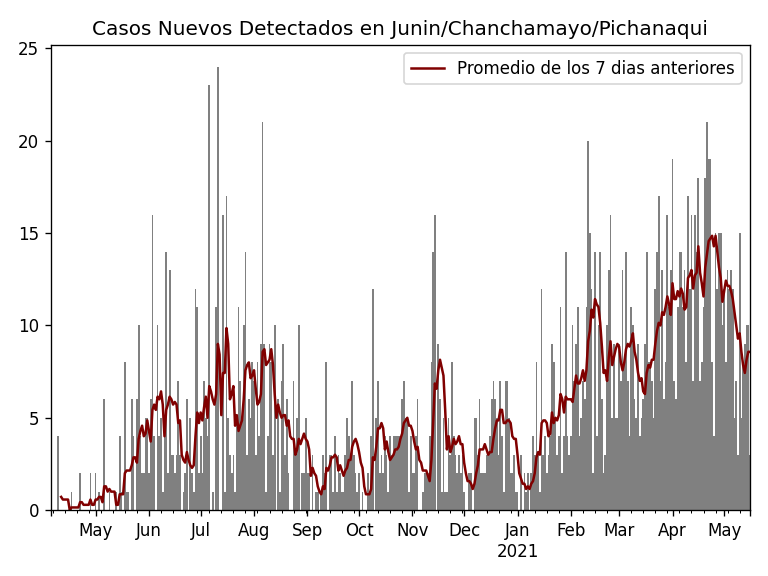 Casos Nuevos Detectados en Junin/Chanchamayo/Pichanaqui
Promedio de los 7 dias anteriores
25
20
15
10
5
0
May Jun Jul Aug Sep Oct Nov Dec Jan Feb Mar Apr May
2021